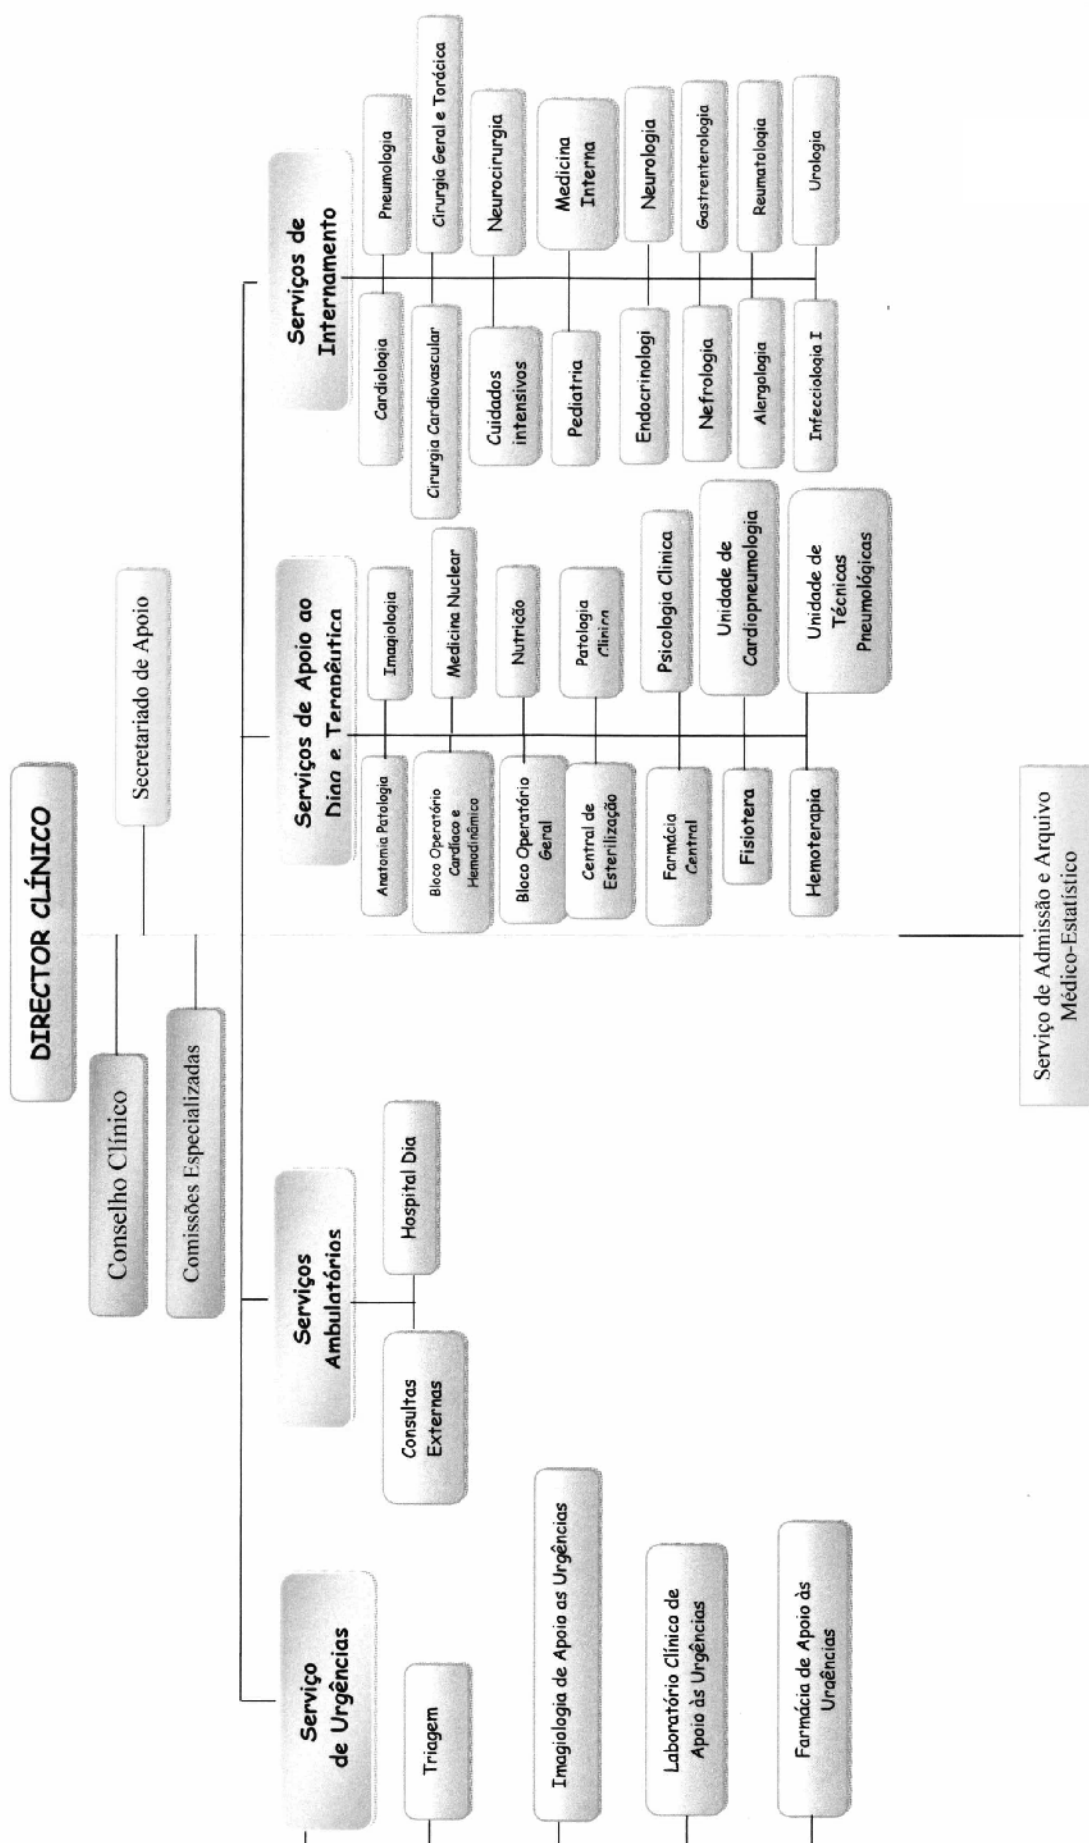 DIRECTOR CLÍNICO
Conselho Clínico
Secretariado de Apoio
Comissões Especializadas
Serviço
de Urgências
Triagem
Imagiologia de Apoio as Urgências
Laboratório Clínico de
Apoio às Urgências
Farmácia de Apoio às
Urgências
Serviços
Ambulatórios
Consultas
Externas
Hospital Dia
Serviços de Apoio ao
Diag e Terapêutica
Anatomia Patologia
Imagiologia
Bloco Operatório
Cardíaco e
Hemodinâmico
Medicina Nuclear
Bloco Operatório
Geral
Nutrição
Central de
Esterilização
Patologia
Clinica
Farmácia
Central
Psicologia Clinica
Fisiotera
Unidade de
Cardiopneumologia
Hemoterapia
Unidade de
Técnicas
Pneumológicas
Serviços de
Internamento
Cardiologia
Pneumologia
Cirurgia Cardiovascular
Cirurgia Geral e Torácica
Cuidados
intensivos
Neurocirurgia
Pediatria
Medicina
Interna
Endocrinologi
Neurologia
Nefrologia
Gastrenterologia
Alergologia
Reumatologia
Infecciologia I
Urologia
Serviço de Admissão e Arquivo
Médico-Estatístico